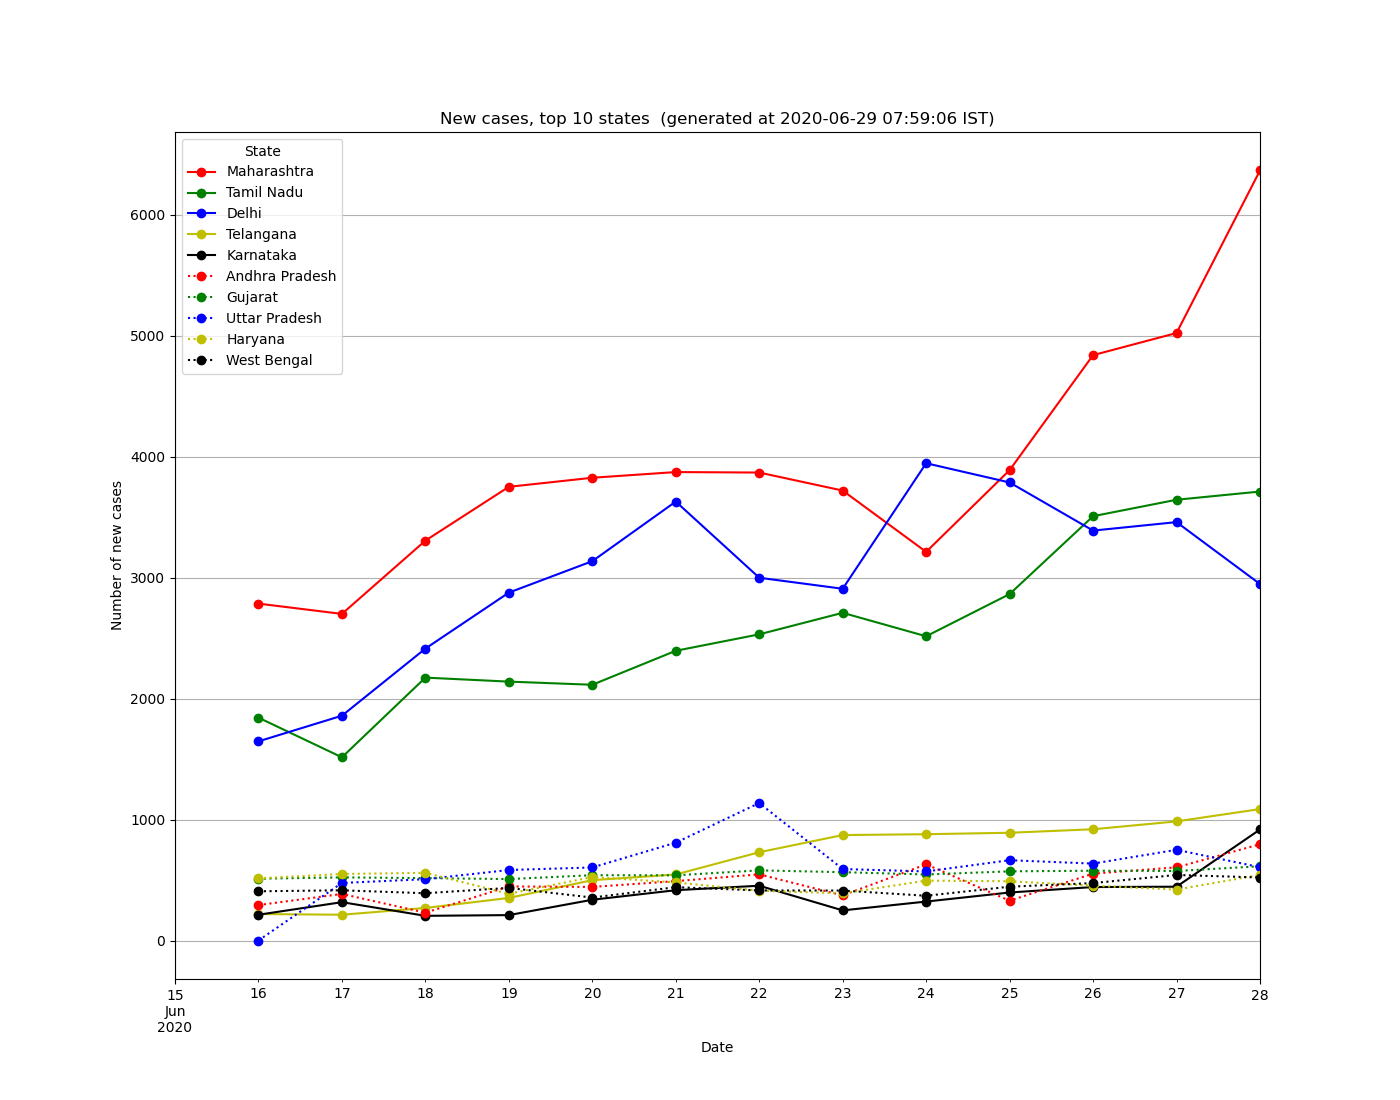 New cases, top 10 states  (generated at 2020-06-29 07:59:06 IST)
State
Maharashtra
Tamil Nadu
Delhi
Telangana
Karnataka
Andhra Pradesh
Gujarat
Uttar Pradesh
Haryana
West Bengal
6000
5000
4000
3000
2000
1000
0
Number of new cases
15 16 17 18 19 20 21 22 23 24 25 26 27 28
Jun
2020
Date